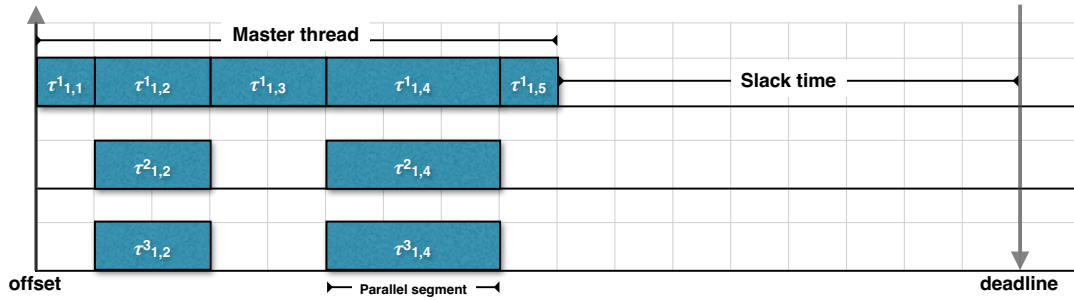 Master thread
τ¹₁,₁ τ¹₁,₂ τ¹₁,₃ τ¹₁,₄ τ¹₁,₅
Slack time
τ²₁,₂ τ²₁,₄
τ³₁,₂ τ³₁,₄
offset
Parallel segment
deadline